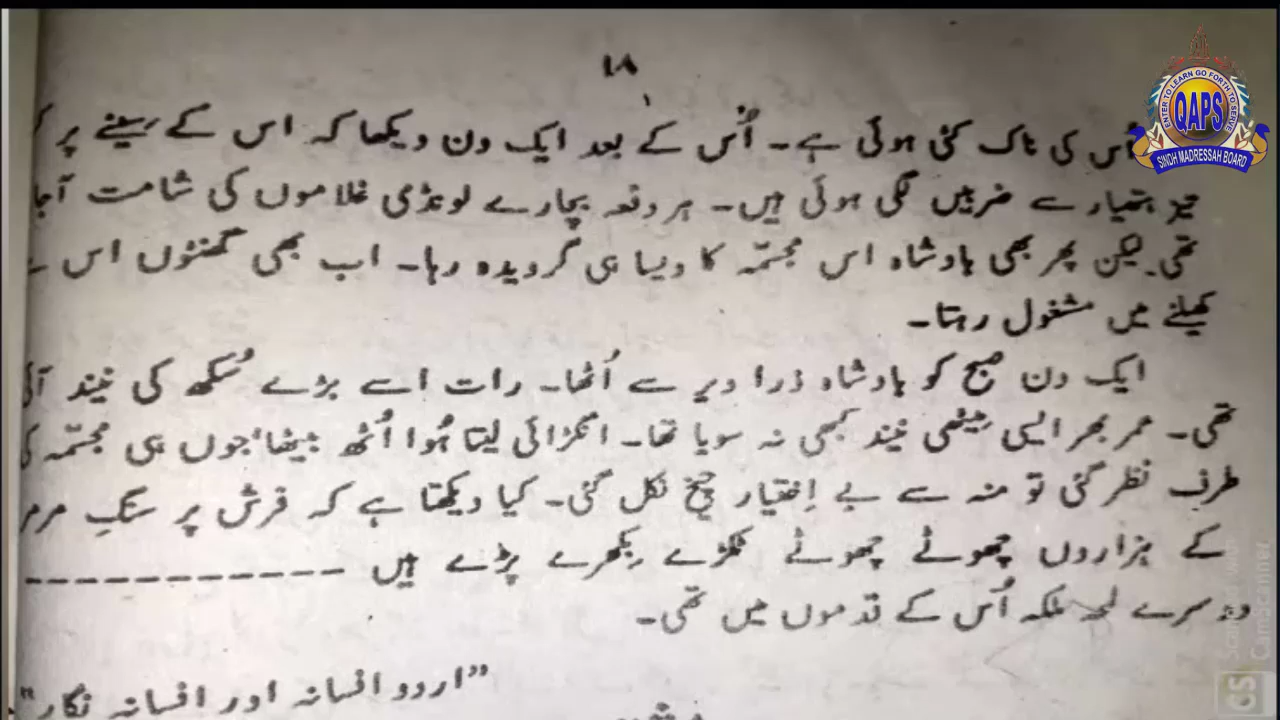 ۱۸
اُس کی ناک کٹی ہوئی ہے۔ اُس کے بعد ایک دن دیکھا کہ اس کے سینے پر
تیز ہتھیار سے ضربیں لگی ہوئی ہیں۔ ہر دفعہ بچارے لونڈی غلاموں کی شامت آجا
تھی۔ لیکن پھر بھی بادشاہ اس مجسّمہ کا ویسا ہی گرویدہ رہا۔ اب بھی گھنٹوں اس
کھیلنے میں مشغول رہتا۔
ایک دن صبح کو بادشاہ ذرا دیر سے اُٹھا۔ رات اسے بڑے سُکھ کی نیند آئی
تھی۔ عمر بھر ایسی میٹھی نیند کبھی نہ سویا تھا۔ انگڑائی لیتا ہُوا اُٹھ بیٹھا، جوں ہی مجسّمہ کی
طرف نظر گئی تو منہ سے بے اِختیار چیخ نکل گئی۔ کیا دیکھتا ہے کہ فرش پر سنگِ مرمر
کے ہزاروں چھوٹے چھوٹے ٹکڑے بکھرے پڑے ہیں ------------
دوسرے لمحہ ملکہ اُس کے قدموں میں تھی۔
"اردو افسانہ اور افسانہ نگار"
ENTER TO LEARN GO FORTH TO SERVE
QAPS
SINDH MADRESSAH BOARD
CS
Scanned with
CamScanner